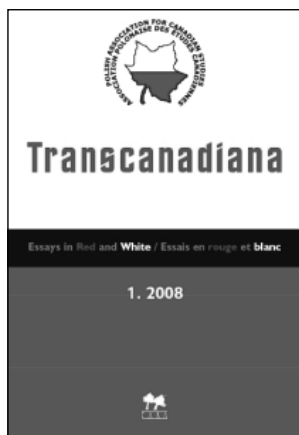 POLISH ASSOCIATION FOR CANADIAN STUDIES
ASSOCIATION POLONAISE DES ÉTUDES CANADIENNES
Transcanadiana
Essays in Red and White / Essais en rouge et blanc
1. 2008